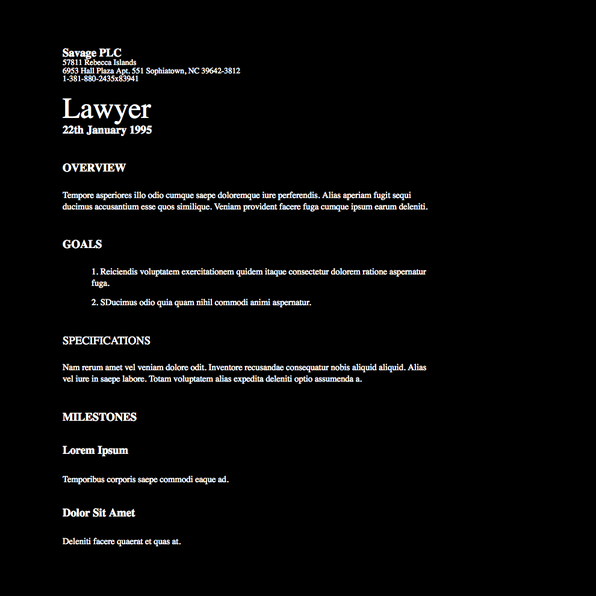 Savage PLC
57811 Rebecca Islands
6953 Hall Plaza Apt. 551 Sophiatown, NC 39642-3812
1-381-880-2435x83941
Lawyer
22th January 1995
OVERVIEW
Tempore asperiores illo odio cumque saepe doloremque iure perferendis. Alias aperiam fugit sequi
ducimus accusantium esse quos similique. Veniam provident facere fuga cumque ipsum earum deleniti.
GOALS
1. Reiciendis voluptatem exercitationem quidem itaque consectetur dolorem ratione aspernatur
fuga.
2. SDucimus odio quia quam nihil commodi animi aspernatur.
SPECIFICATIONS
Nam rerum amet vel veniam dolore odit. Inventore recusandae consequatur nobis aliquid aliquid. Alias
vel iure in saepe labore. Totam voluptatem alias expedita deleniti optio assumenda a.
MILESTONES
Lorem Ipsum
Temporibus corporis saepe commodi eaque ad.
Dolor Sit Amet
Deleniti facere quaerat et quas at.